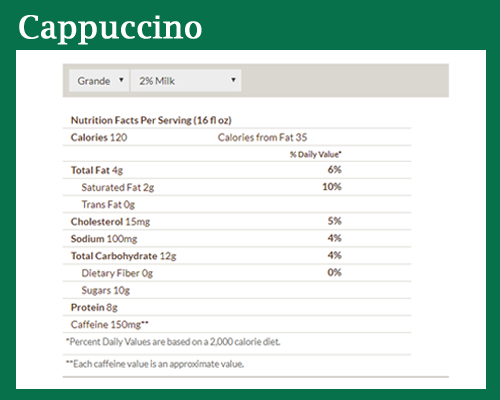 Cappuccino
Grande 2% Milk
Nutrition Facts Per Serving (16 fl oz)
Calories 120 Calories from Fat 35
% Daily Value*
Total Fat 4g 6%
Saturated Fat 2g 10%
Trans Fat 0g
Cholesterol 15mg 5%
Sodium 100mg 4%
Total Carbohydrate 12g 4%
Dietary Fiber 0g 0%
Sugars 10g
Protein 8g
Caffeine 150mg**
*Percent Daily Values are based on a 2,000 calorie diet.
**Each caffeine value is an approximate value.